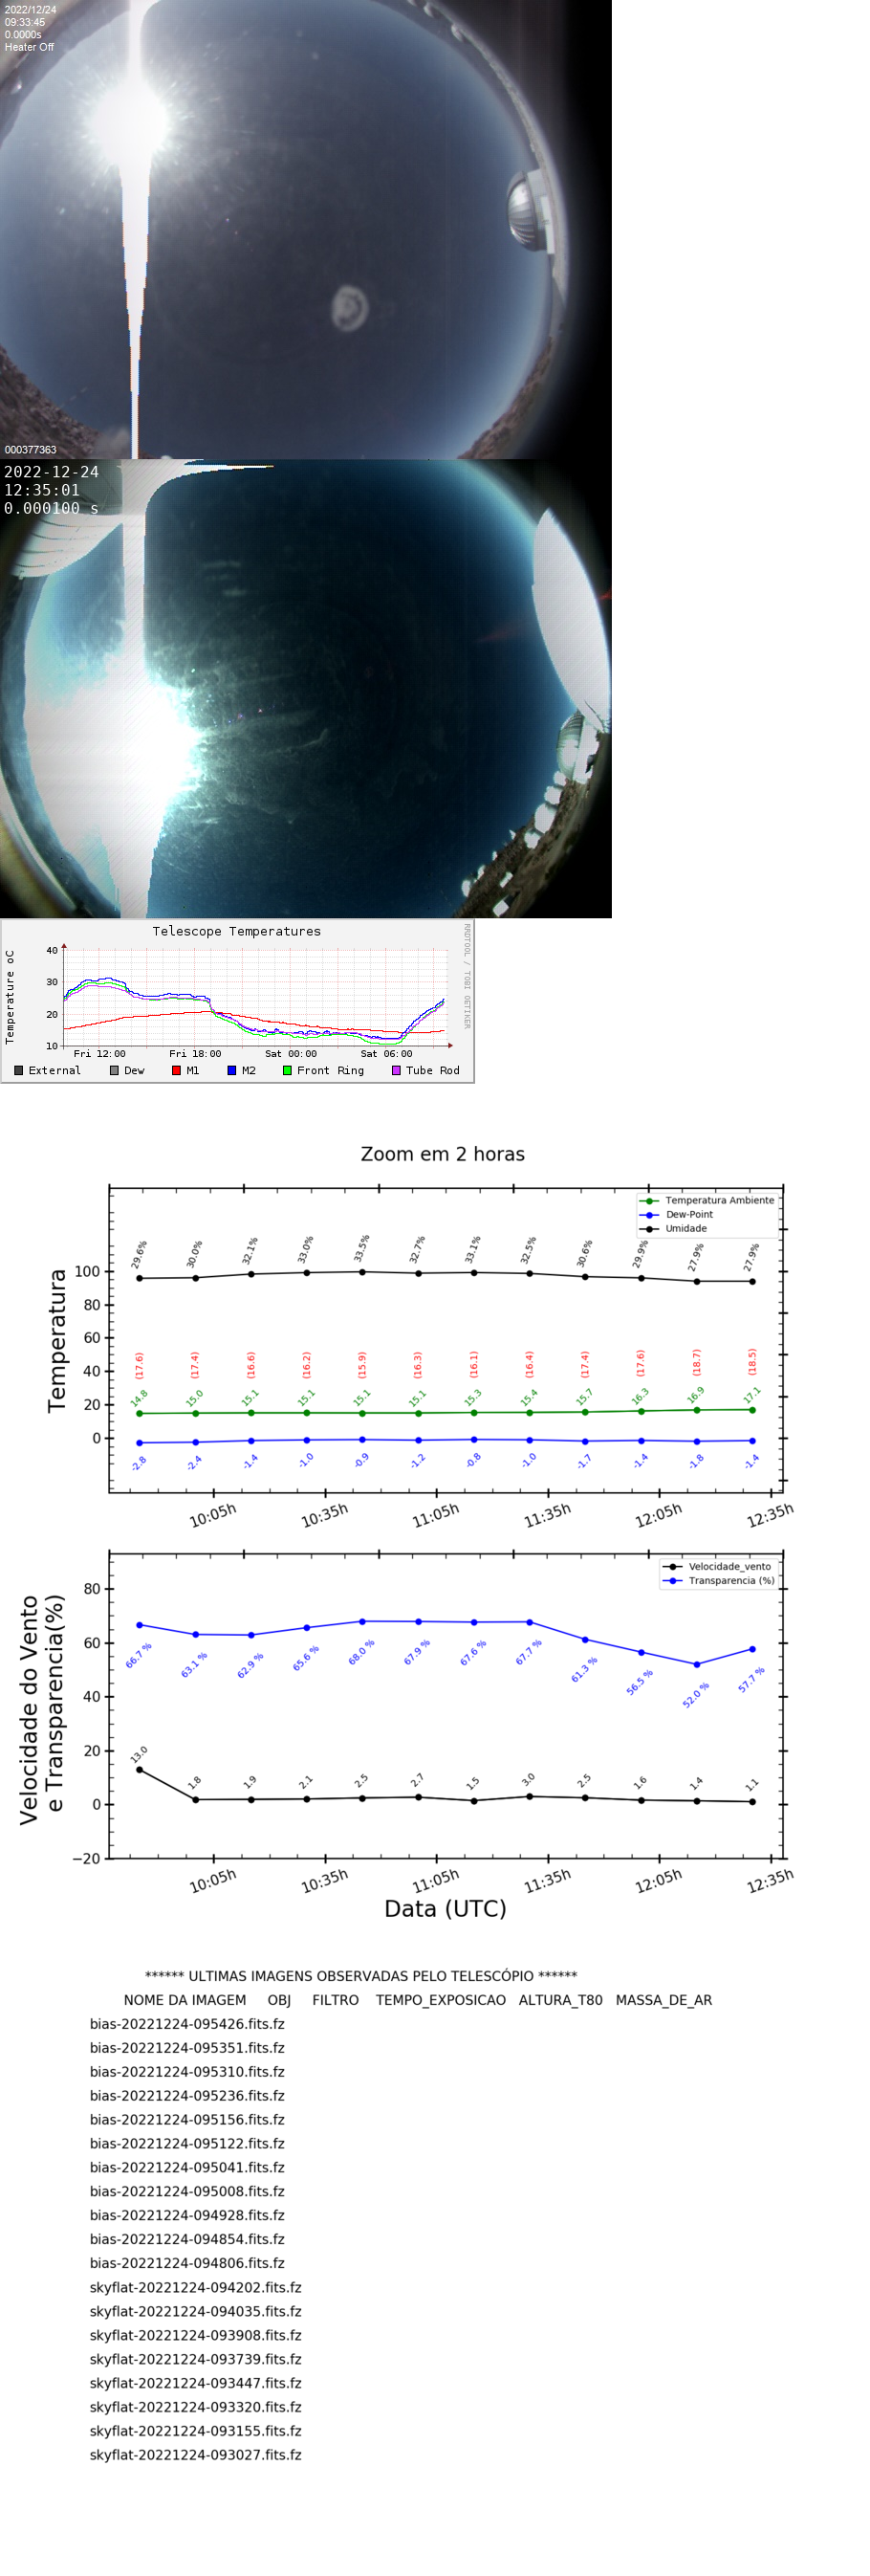 2022/12/24
09:33:45
0.0000s
Heater Off
000377363
2022-12-24
12:35:01
0.000100 s
Telescope Temperatures
RRDTOOL / TOBI OETIKER
Temperature oC
40
30
20
10
Fri 12:00 Fri 18:00 Sat 00:00 Sat 06:00
External Dew M1 M2 Front Ring Tube Rod
Zoom em 2 horas
Temperatura Ambiente
Dew-Point
Umidade
Temperatura
100
80
60
40
20
0
29.6% 30.0% 32.1% 33.0% 33.5% 32.7% 33.1% 32.5% 30.6% 29.9% 27.9% 27.9%
(17.6) (17.4) (16.6) (16.2) (15.9) (16.3) (16.1) (16.4) (17.4) (17.6) (18.7) (18.5)
14.8 15.0 15.1 15.1 15.1 15.1 15.3 15.4 15.7 16.3 16.9 17.1
-2.8 -2.4 -1.4 -1.0 -0.9 -1.2 -0.8 -1.0 -1.7 -1.4 -1.8 -1.4
10:05h 10:35h 11:05h 11:35h 12:05h 12:35h
Velocidade_vento
Transparencia (%)
Velocidade do Vento
e Transparencia(%)
80
60
40
20
0
−20
66.7 % 63.1 % 62.9 % 65.6 % 68.0 % 67.9 % 67.6 % 67.7 % 61.3 % 56.5 % 52.0 % 57.7 %
13.0 1.8 1.9 2.1 2.5 2.7 1.5 3.0 2.5 1.6 1.4 1.1
10:05h 10:35h 11:05h 11:35h 12:05h 12:35h
Data (UTC)
****** ULTIMAS IMAGENS OBSERVADAS PELO TELESCÓPIO ******
NOME DA IMAGEM OBJ FILTRO TEMPO_EXPOSICAO ALTURA_T80 MASSA_DE_AR
bias-20221224-095426.fits.fz
bias-20221224-095351.fits.fz
bias-20221224-095310.fits.fz
bias-20221224-095236.fits.fz
bias-20221224-095156.fits.fz
bias-20221224-095122.fits.fz
bias-20221224-095041.fits.fz
bias-20221224-095008.fits.fz
bias-20221224-094928.fits.fz
bias-20221224-094854.fits.fz
bias-20221224-094806.fits.fz
skyflat-20221224-094202.fits.fz
skyflat-20221224-094035.fits.fz
skyflat-20221224-093908.fits.fz
skyflat-20221224-093739.fits.fz
skyflat-20221224-093447.fits.fz
skyflat-20221224-093320.fits.fz
skyflat-20221224-093155.fits.fz
skyflat-20221224-093027.fits.fz